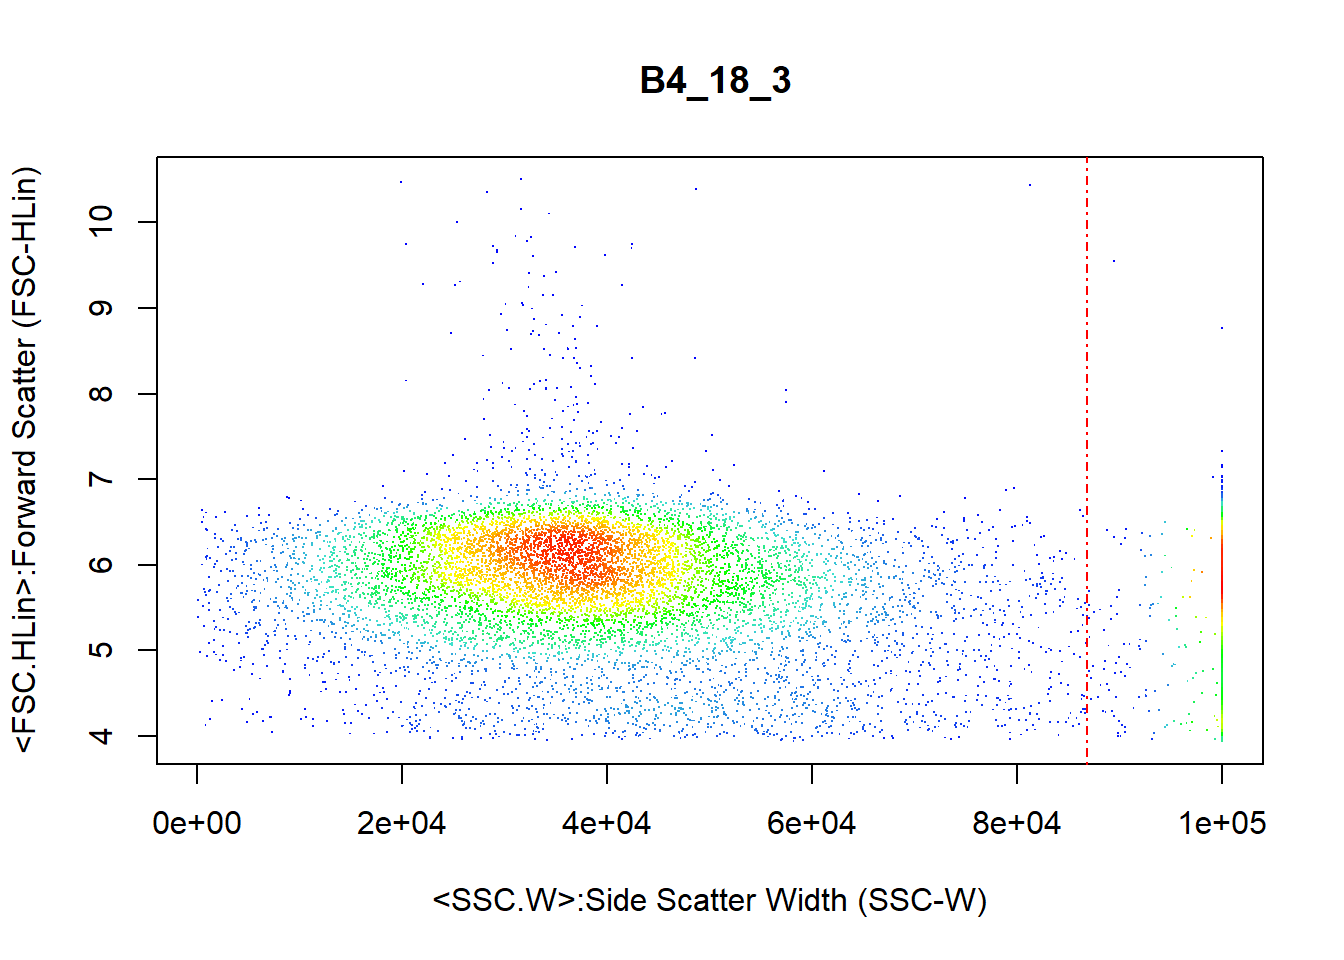 B4_18_3
<FSC.HLin>:Forward Scatter (FSC-HLin)
10
9
8
7
6
5
4
0e+00 2e+04 4e+04 6e+04 8e+04 1e+05
<SSC.W>:Side Scatter Width (SSC-W)